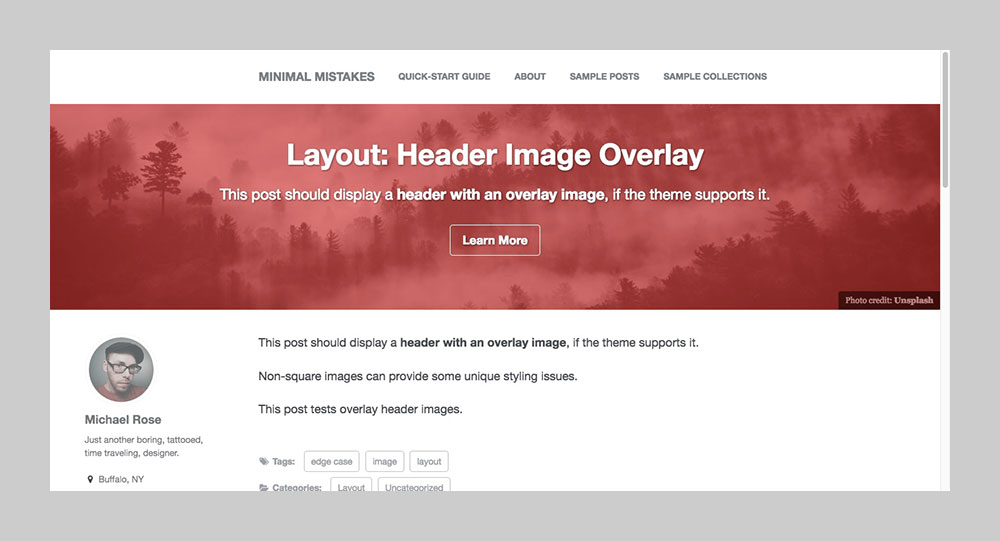 MINIMAL MISTAKES QUICK-START GUIDE ABOUT SAMPLE POSTS SAMPLE COLLECTIONS
Layout: Header Image Overlay
This post should display a header with an overlay image, if the theme supports it.
Learn More
Photo credit: Unsplash
Michael Rose
Just another boring, tattooed,
time traveling, designer.
Buffalo, NY
This post should display a header with an overlay image, if the theme supports it.
Non-square images can provide some unique styling issues.
This post tests overlay header images.
Tags: edge case image layout
Categories: Layout Uncategorized